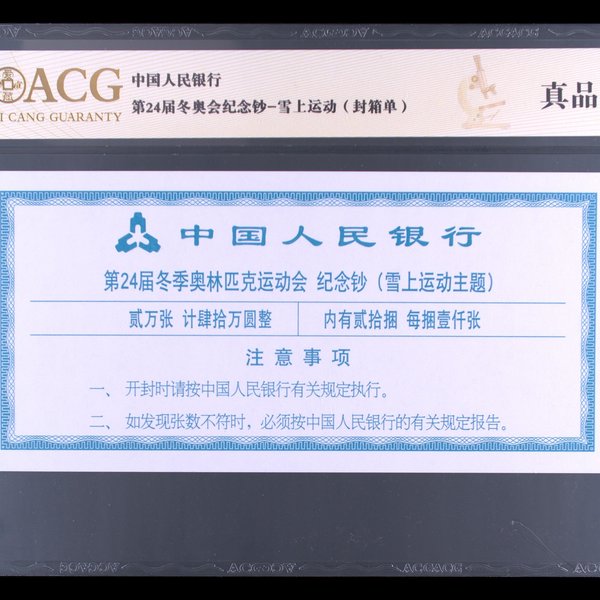 ACG
I CANG GUARANTY
中国人民银行
第24届冬奥会纪念钞-雪上运动（封箱单）
真品
中国人民银行
第24届冬季奥林匹克运动会 纪念钞（雪上运动主题）
贰万张 计肆拾万圆整
内有贰拾捆 每捆壹仟张
注意事项
一、开封时请按中国人民银行有关规定执行。
二、如发现张数不符时，必须按中国人民银行的有关规定报告。